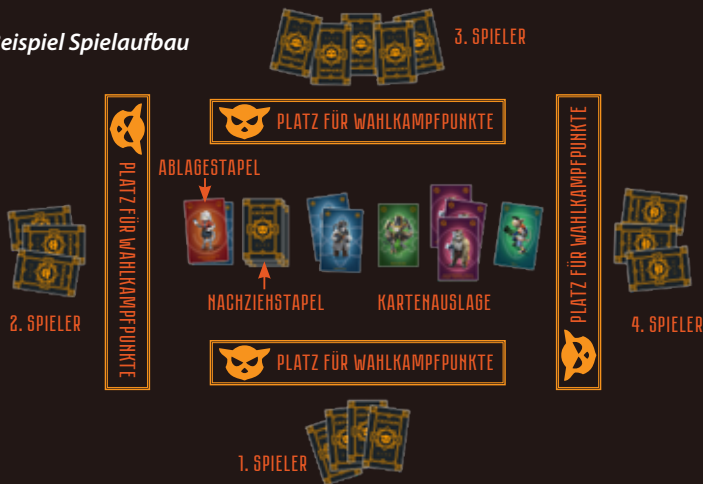 Beispiel Spielaufbau
3. SPIELER
PLATZ FÜR WAHLKAMPFPUNKTE
PLATZ FÜR WAHLKAMPFPUNKTE
PLATZ FÜR WAHLKAMPFPUNKTE
ABLAGESTAPEL
NACHZIEHSTAPEL
KARTENAUSLAGE
2. SPIELER
4. SPIELER
PLATZ FÜR WAHLKAMPFPUNKTE
1. SPIELER